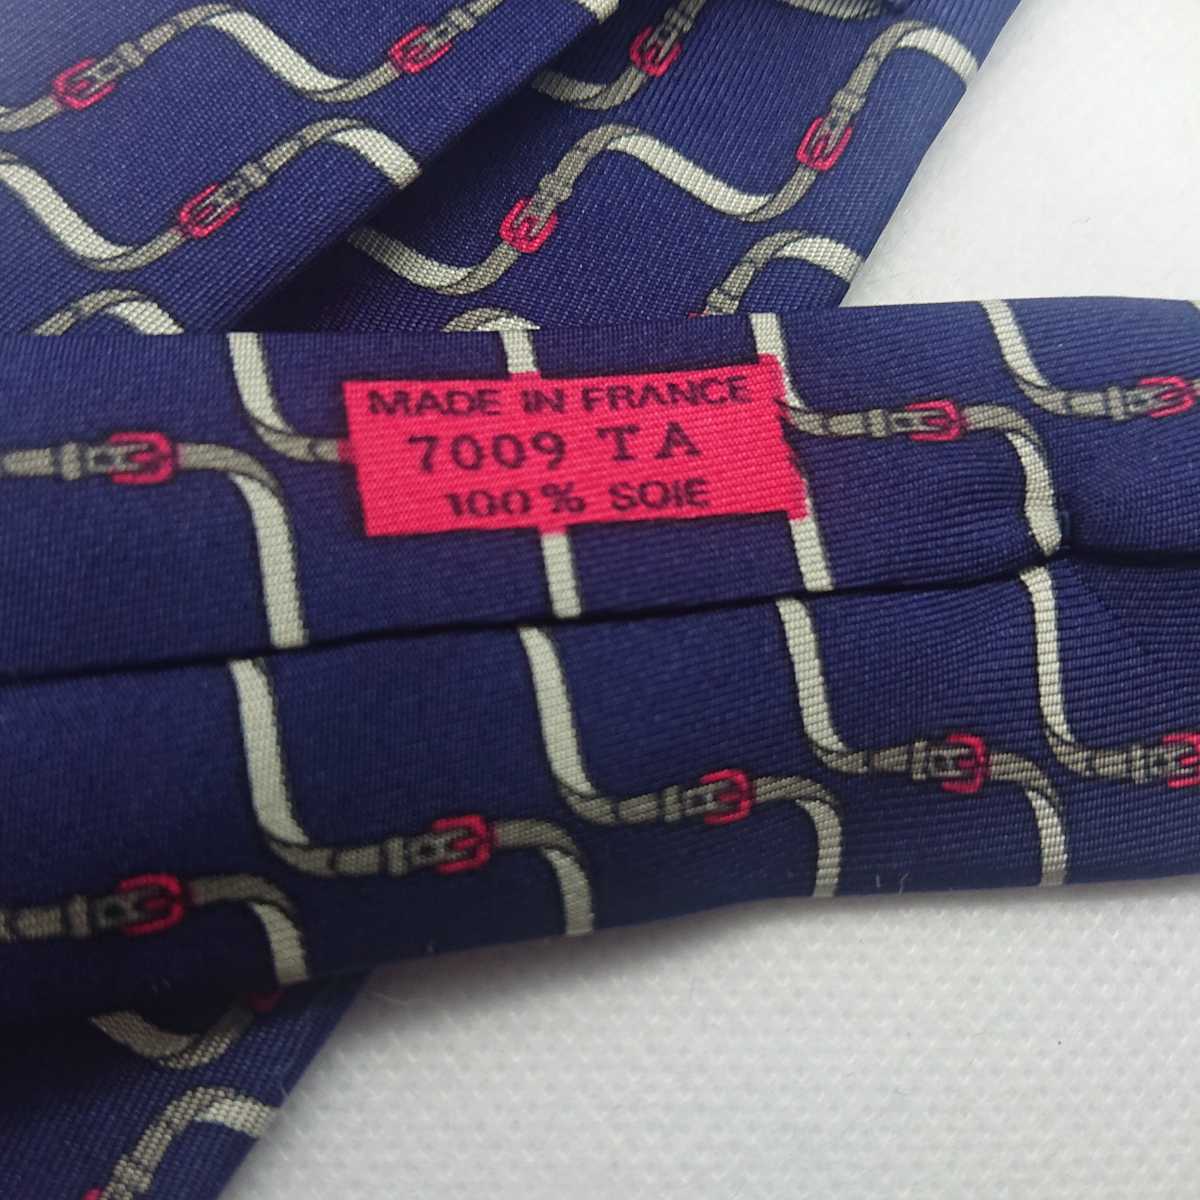 MADE IN FRANCE
7009 TA
100% SOIE